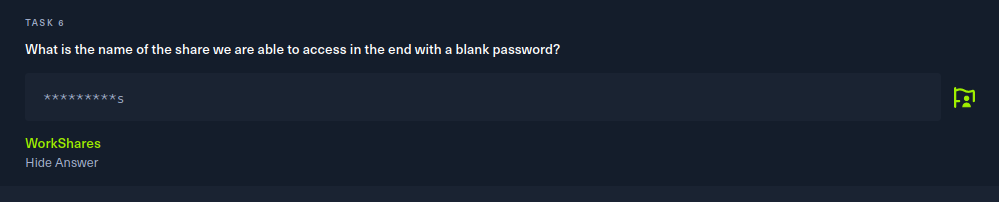 TASK 6
What is the name of the share we are able to access in the end with a blank password?
*********s
WorkShares
Hide Answer